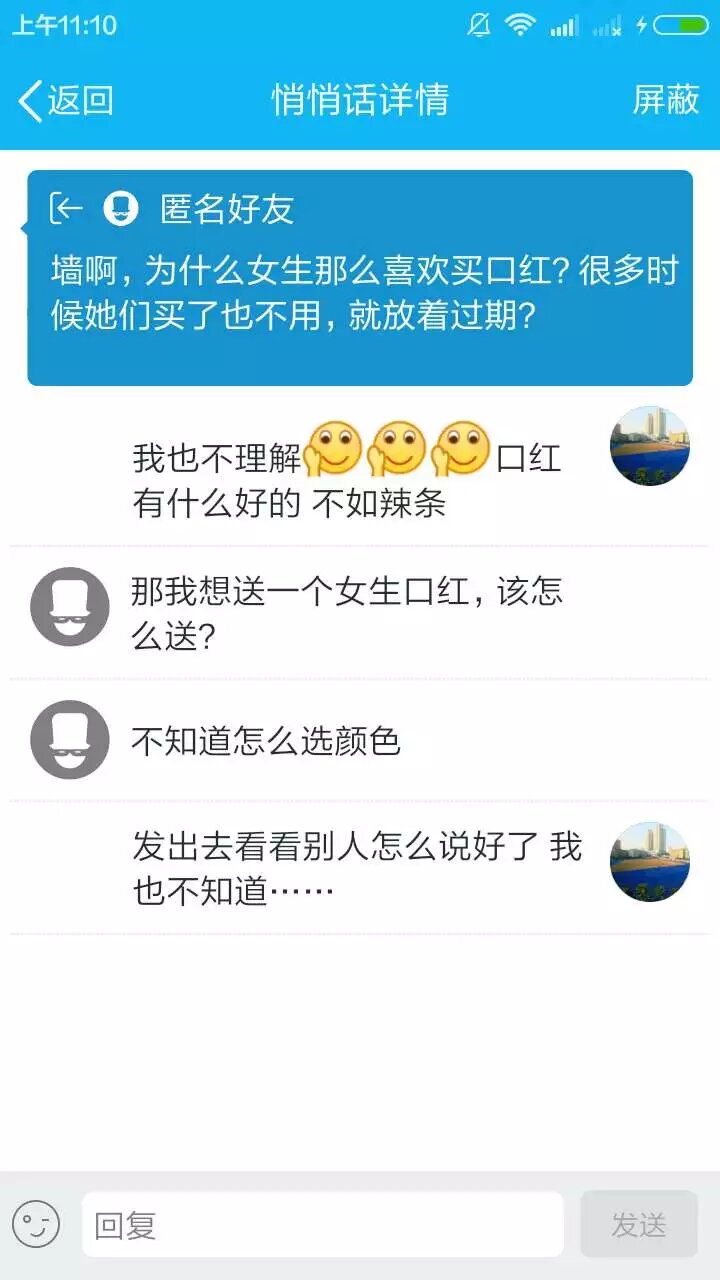 上午11:10
返回 悄悄话详情 屏蔽
匿名好友
墙啊,为什么女生那么喜欢买口红?很多时
候她们买了也不用,就放着过期?
我也不理解口红
有什么好的 不如辣条
那我想送一个女生口红,该怎
么送?
不知道怎么选颜色
发出去看看别人怎么说好了 我
也不知道……
回复 发送